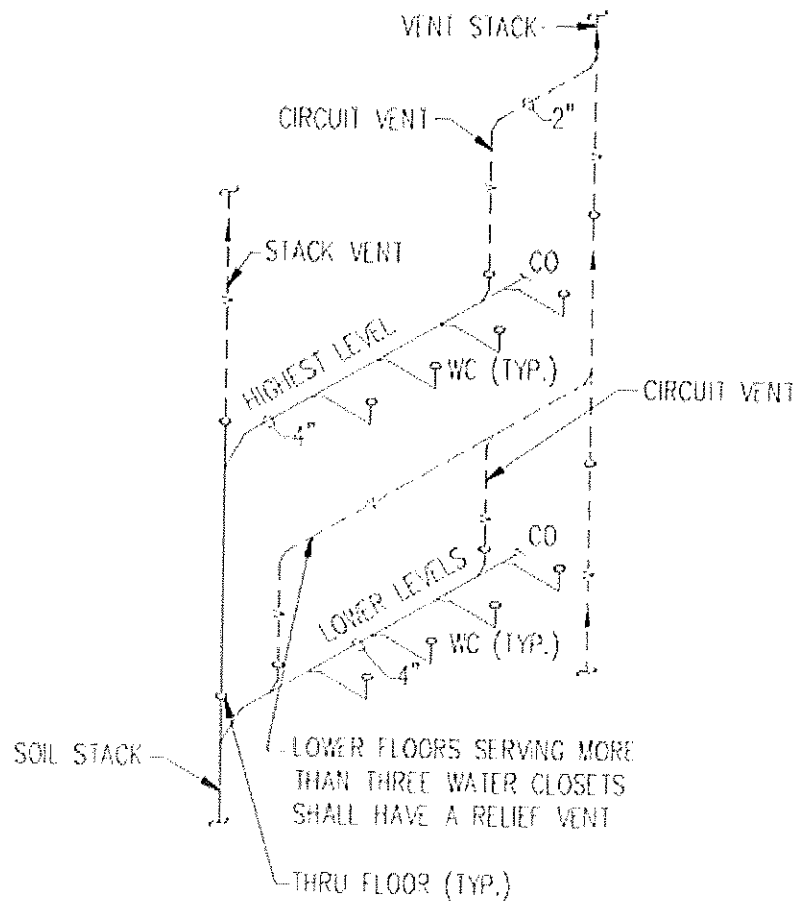 VENT STACK
2"
CIRCUIT VENT
STACK VENT
CO
HIGHEST LEVEL
WC (TYP.)
4"
CIRCUIT VENT
CO
LOWER LEVELS
WC (TYP.)
4"
SOIL STACK
LOWER FLOORS SERVING MORE
THAN THREE WATER CLOSETS
SHALL HAVE A RELIEF VENT
THRU FLOOR (TYP.)